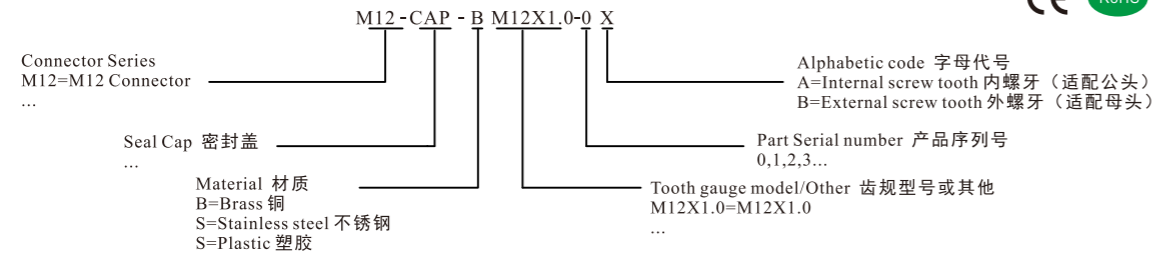 M12-CAP-B M12X1.0-0 X
CE RoHS
Connector Series
M12=M12 Connector
...
Seal Cap 密封盖
...
Material 材质
B=Brass 铜
S=Stainless steel 不锈钢
S=Plastic 塑胶
Alphabetic code 字母代号
A=Internal screw tooth 内螺牙（适配公头）
B=External screw tooth 外螺牙（适配母头）
Part Serial number 产品序列号
0,1,2,3...
Tooth gauge model/Other 齿规型号或其他
M12X1.0=M12X1.0
...